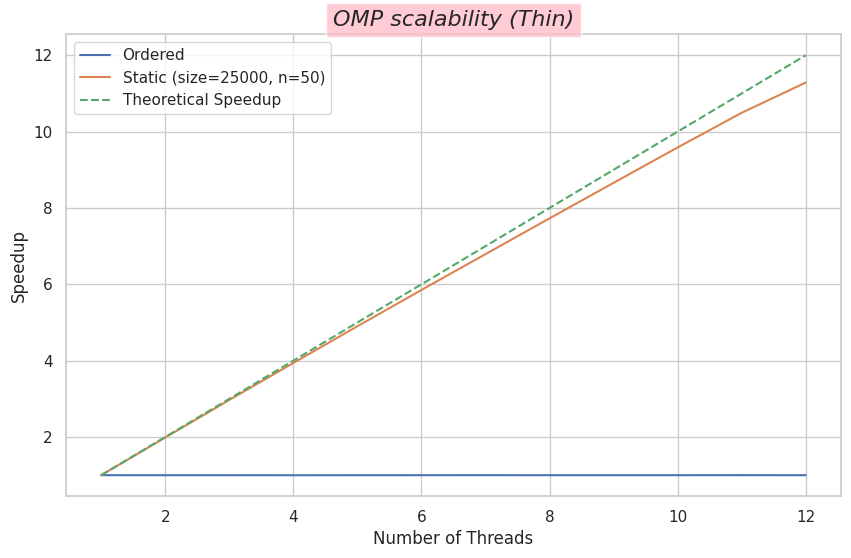 OMP scalability (Thin)
Ordered
Static (size=25000, n=50)
Theoretical Speedup
12
10
8
6
4
2
Speedup
2 4 6 8 10 12
Number of Threads